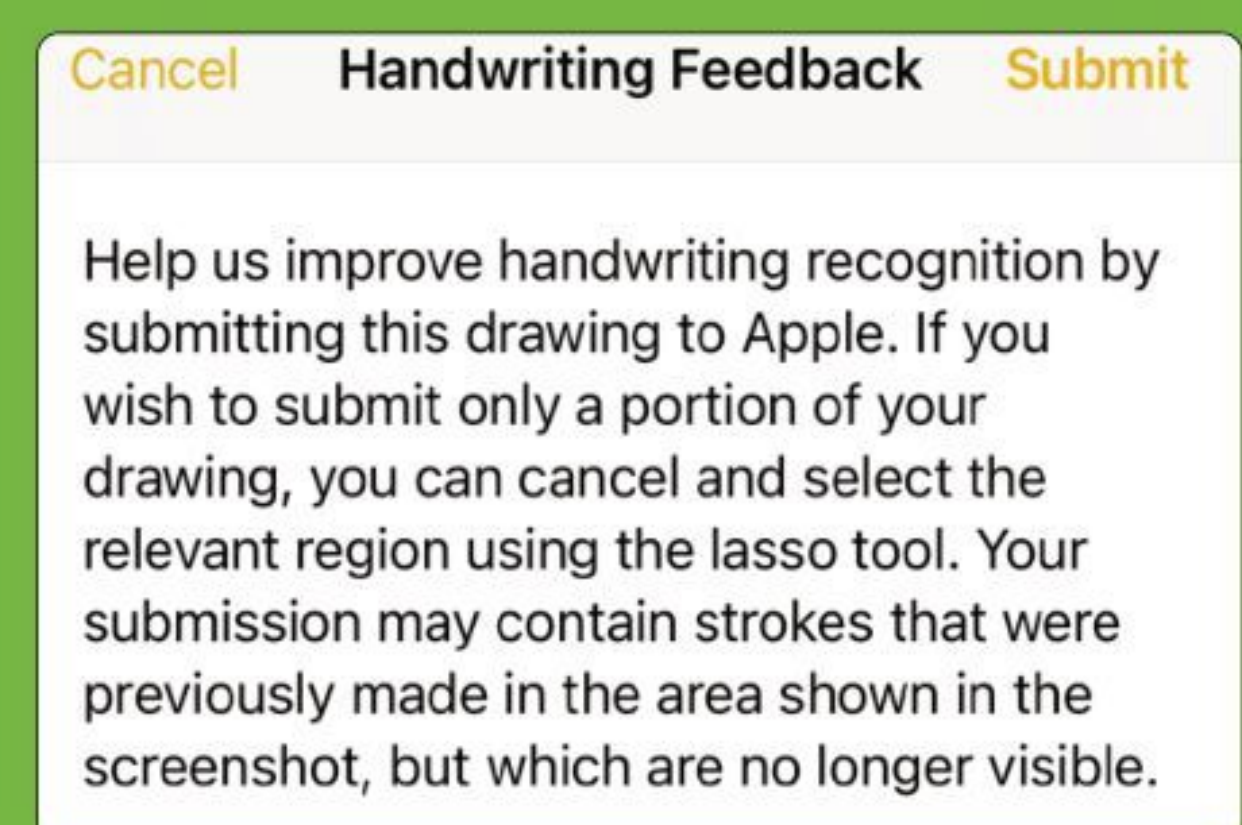 Cancel Handwriting Feedback Submit
Help us improve handwriting recognition by
submitting this drawing to Apple. If you
wish to submit only a portion of your
drawing, you can cancel and select the
relevant region using the lasso tool. Your
submission may contain strokes that were
previously made in the area shown in the
screenshot, but which are no longer visible.